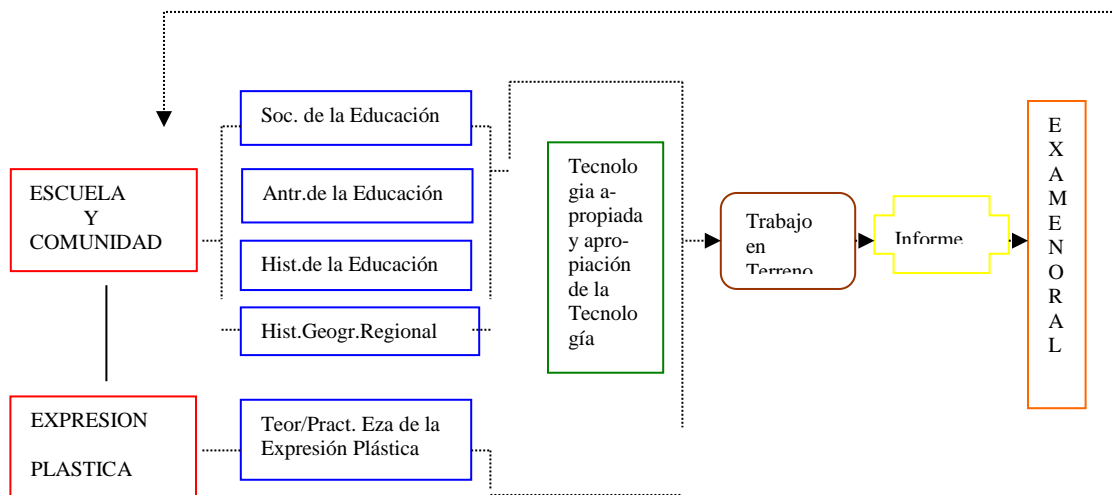 ESCUELA
Y
COMUNIDAD
Soc. de la Educación
Antr.de la Educación
Hist.de la Educación
Hist.Geogr.Regional
Tecnolo
gia a-
propiada
y apro-
piación
de la
Tecnolo
gía
Trabajo
en
Terreno
Informe
E
X
A
M
E
N
O
R
A
L
EXPRESION
PLASTICA
Teor/Pract. Eza de la
Expresión Plástica